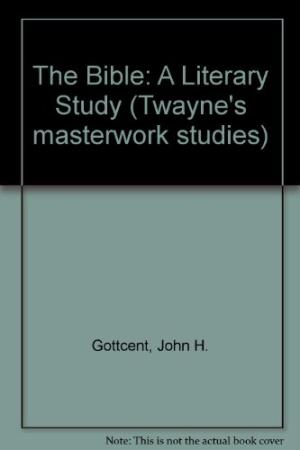 The Bible: A Literary
Study (Twayne's
masterwork studies)
Gottcent, John H.
Note: This is not the actual book cover